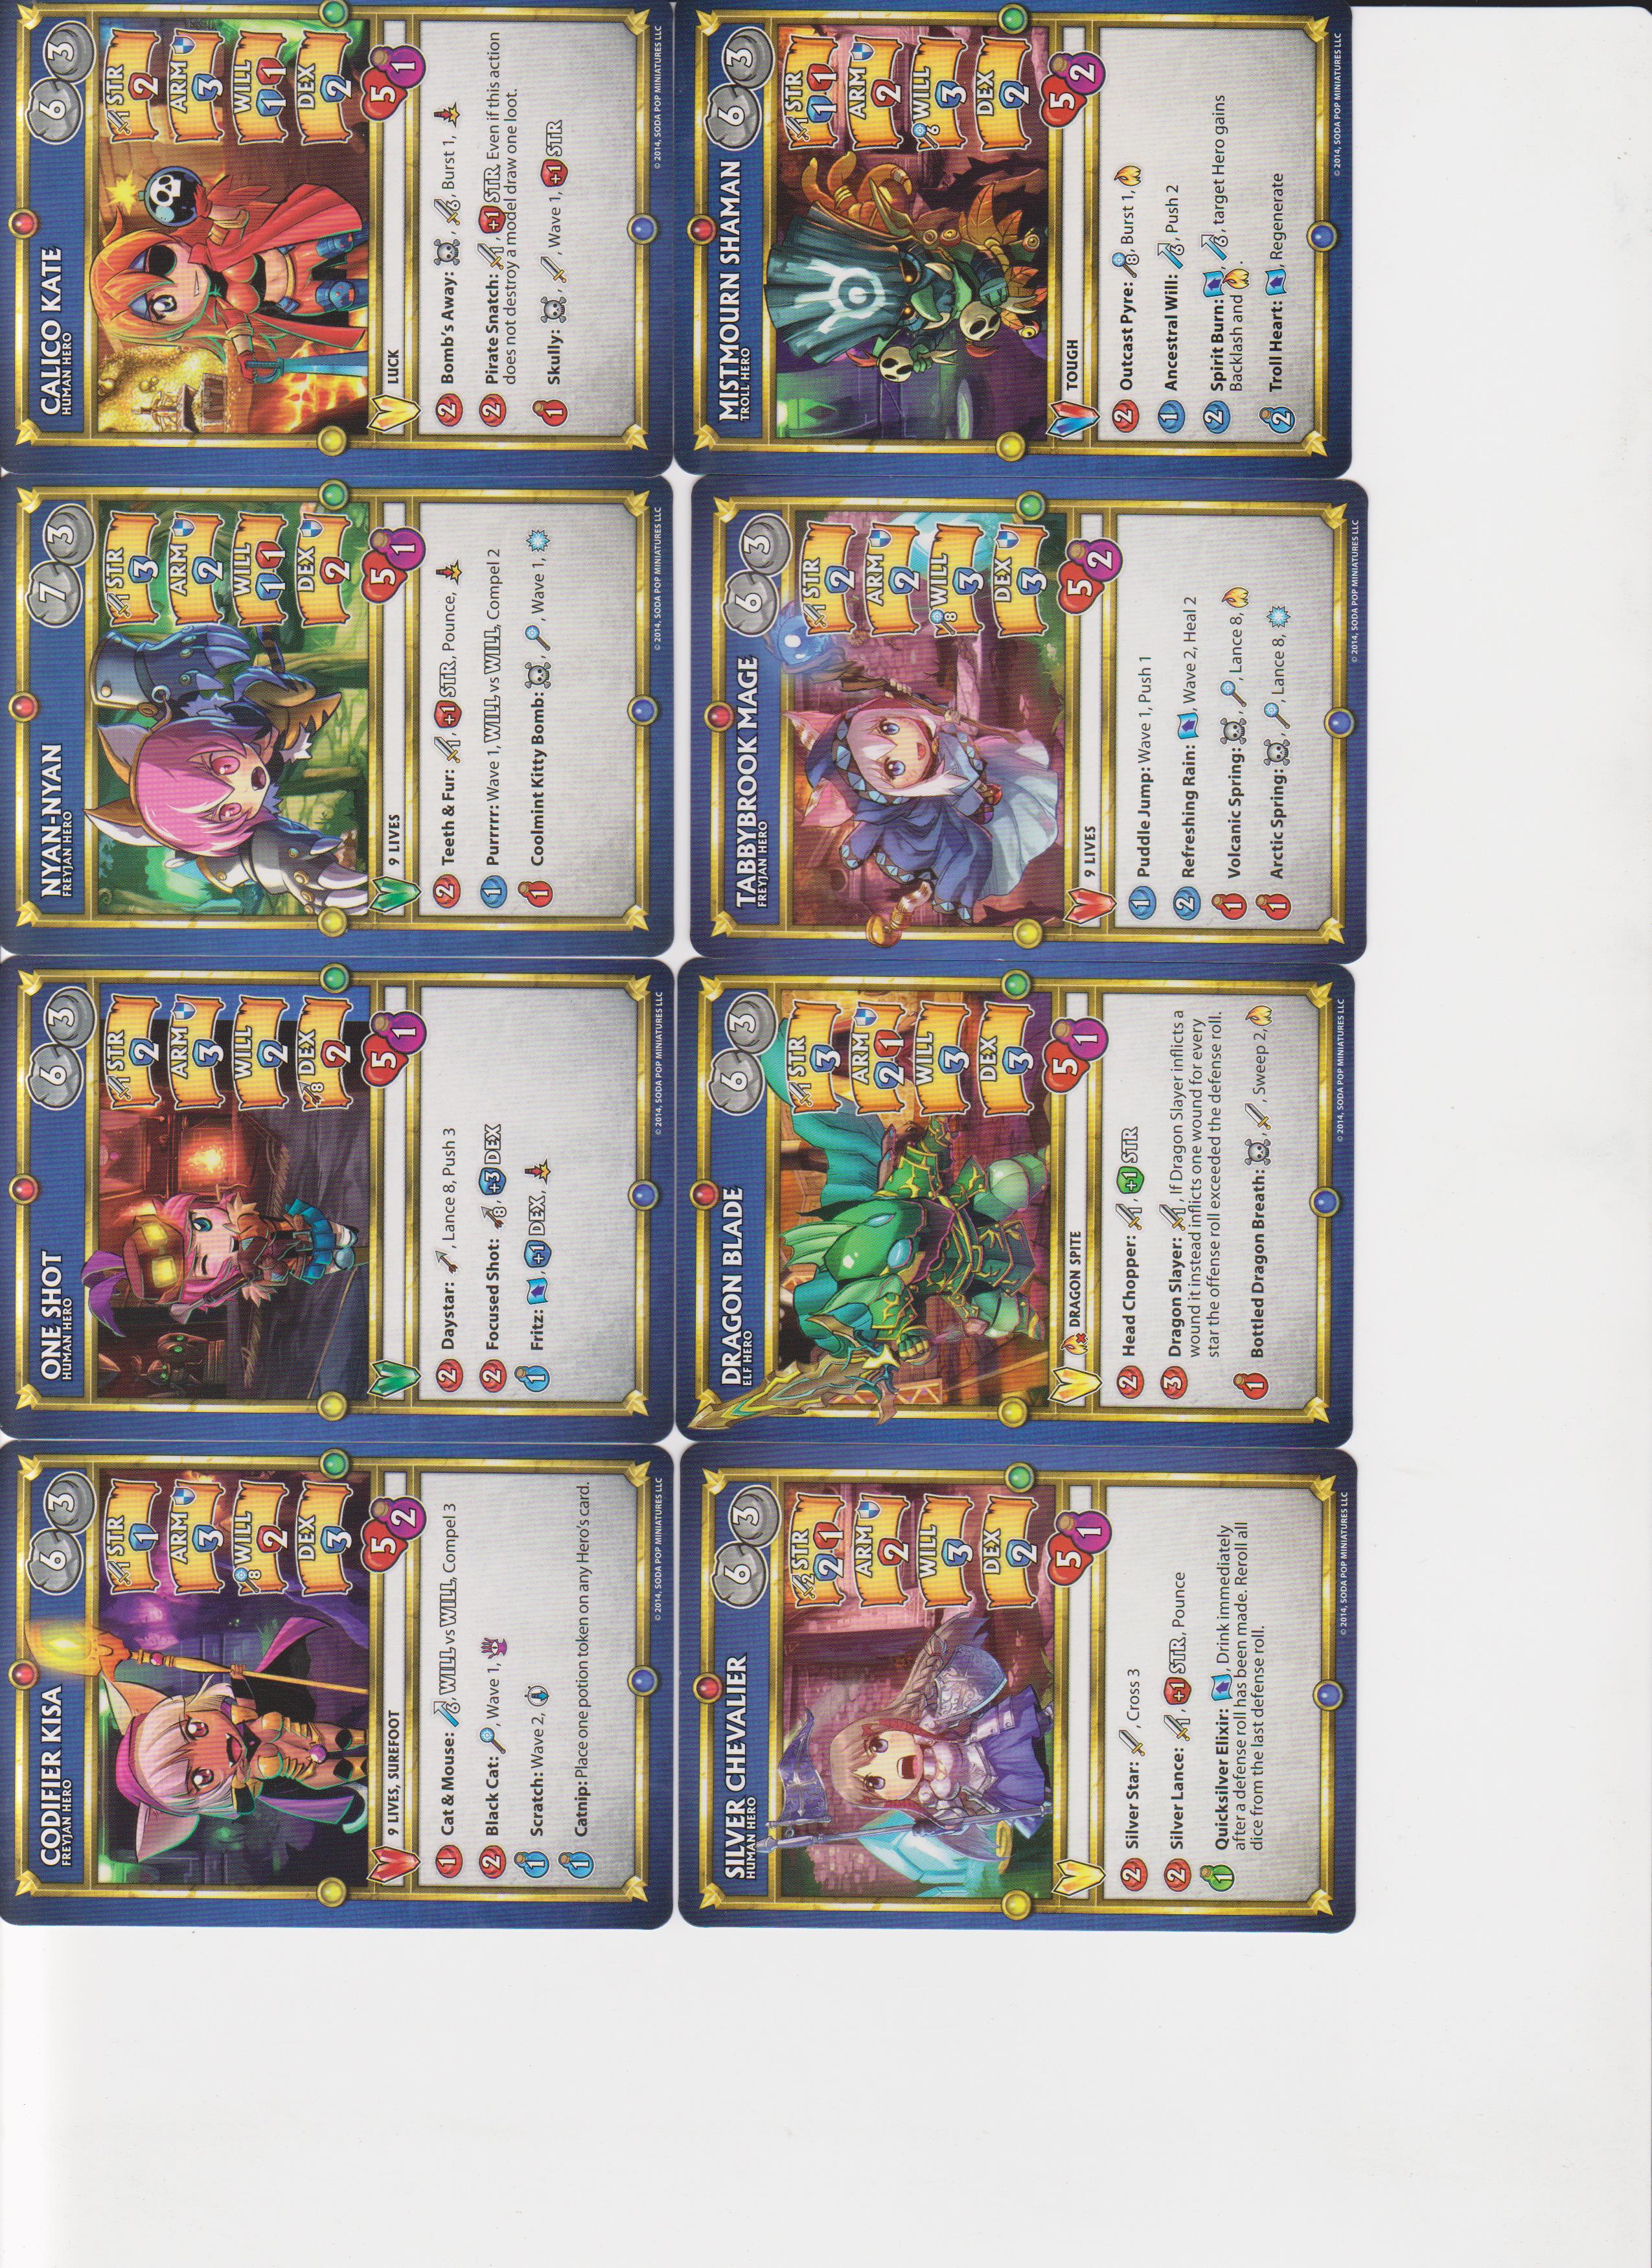 CODIFIER KISA
FREYJAN HERO
6 3
1 STR
1
ARM
3
8 WILL
2
DEX
3
5 2
9 LIVES, SUREFOOT
1 Cat & Mouse: 6, WILL vs WILL, Compel 3
2 Black Cat: , Wave 1,
1 Scratch: Wave 2,
1 Catnip: Place one potion token on any Hero's card.
© 2014, SODA POP MINIATURES LLC
ONE SHOT
HUMAN HERO
6 3
1 STR
2
ARM
3
WILL
2
8 DEX
2
5 1
2 Daystar: , Lance 8, Push 3
2 Focused Shot: 8, +3 DEX
1 Fritz: , +1 DEX,
© 2014, SODA POP MINIATURES LLC
NYAN-NYAN
FREYJAN HERO
7 3
1 STR
3
ARM
2
WILL
1 1
DEX
2
5 1
9 LIVES
2 Teeth & Fur: 1, +1 STR, Pounce,
1 Purrrrr: Wave 1, WILL vs WILL, Compel 2
1 Coolmint Kitty Bomb: , , Wave 1,
© 2014, SODA POP MINIATURES LLC
CALICO KATE
HUMAN HERO
6 3
1 STR
2
ARM
3
WILL
1 1
DEX
2
5 1
LUCK
2 Bomb's Away: , 6, Burst 1,
2 Pirate Snatch: 1, +1 STR, Even if this action
does not destroy a model draw one loot.
1 Skully: , , Wave 1, +1 STR
© 2014, SODA POP MINIATURES LLC
SILVER CHEVALIER
HUMAN HERO
6 3
2 STR
2 1
ARM
2
WILL
3
DEX
2
5 1
2 Silver Star: , Cross 3
2 Silver Lance: 1, +1 STR, Pounce
1 Quicksilver Elixir: , Drink immediately
after a defense roll has been made. Reroll all
dice from the last defense roll.
© 2014, SODA POP MINIATURES LLC
DRAGON BLADE
ELF HERO
6 3
1 STR
3
ARM
2 1
WILL
3
DEX
3
5 1
DRAGON SPITE
2 Head Chopper: 1, +1 STR
3 Dragon Slayer: 1, If Dragon Slayer inflicts a
wound it instead inflicts one wound for every
star the offense roll exceeded the defense roll.
1 Bottled Dragon Breath: , , Sweep 2,
© 2014, SODA POP MINIATURES LLC
TABBYBROOK MAGE
FREYJAN HERO
6 3
1 STR
2
ARM
2
8 WILL
3
DEX
3
5 2
9 LIVES
1 Puddle Jump: Wave 1, Push 1
2 Refreshing Rain: , Wave 2, Heal 2
1 Volcanic Spring: , , Lance 8,
1 Arctic Spring: , , Lance 8,
© 2014, SODA POP MINIATURES LLC
MISTMOURN SHAMAN
TROLL HERO
6 3
1 STR
1 1
ARM
2
6 WILL
3
DEX
2
5 2
TOUGH
2 Outcast Pyre: 8, Burst 1,
1 Ancestral Will: 6, Push 2
2 Spirit Burn: , 6, target Hero gains
Backlash and .
2 Troll Heart: , Regenerate
© 2014, SODA POP MINIATURES LLC